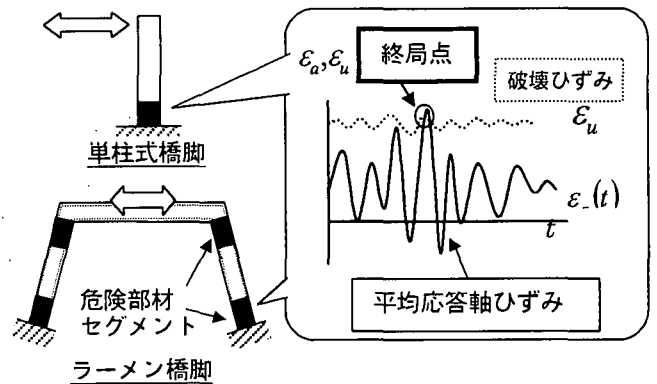 εa,εu
終局点
破壊ひずみ
εu
単柱式橋脚
ε_(t)
t
危険部材
セグメント
平均応答軸ひずみ
ラーメン橋脚